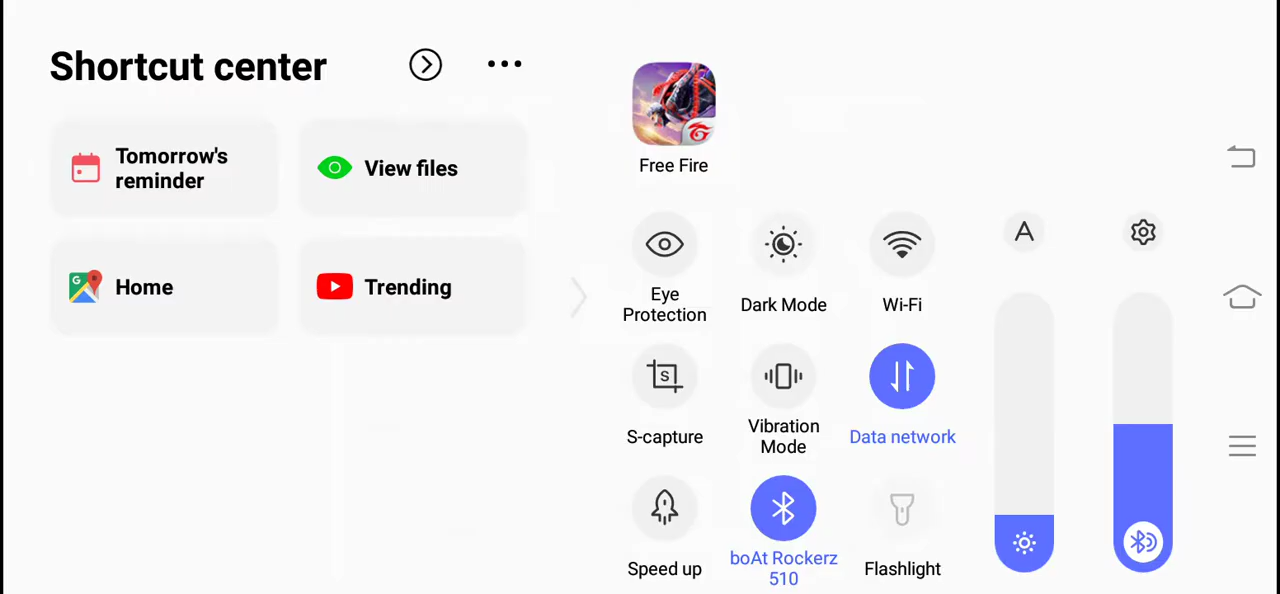 Shortcut center
Tomorrow's
reminder
View files
Home
Trending
Free Fire
Eye
Protection
Dark Mode
Wi-Fi
A
S-capture
Vibration
Mode
Data network
Speed up
boAt Rockerz
510
Flashlight
S
G